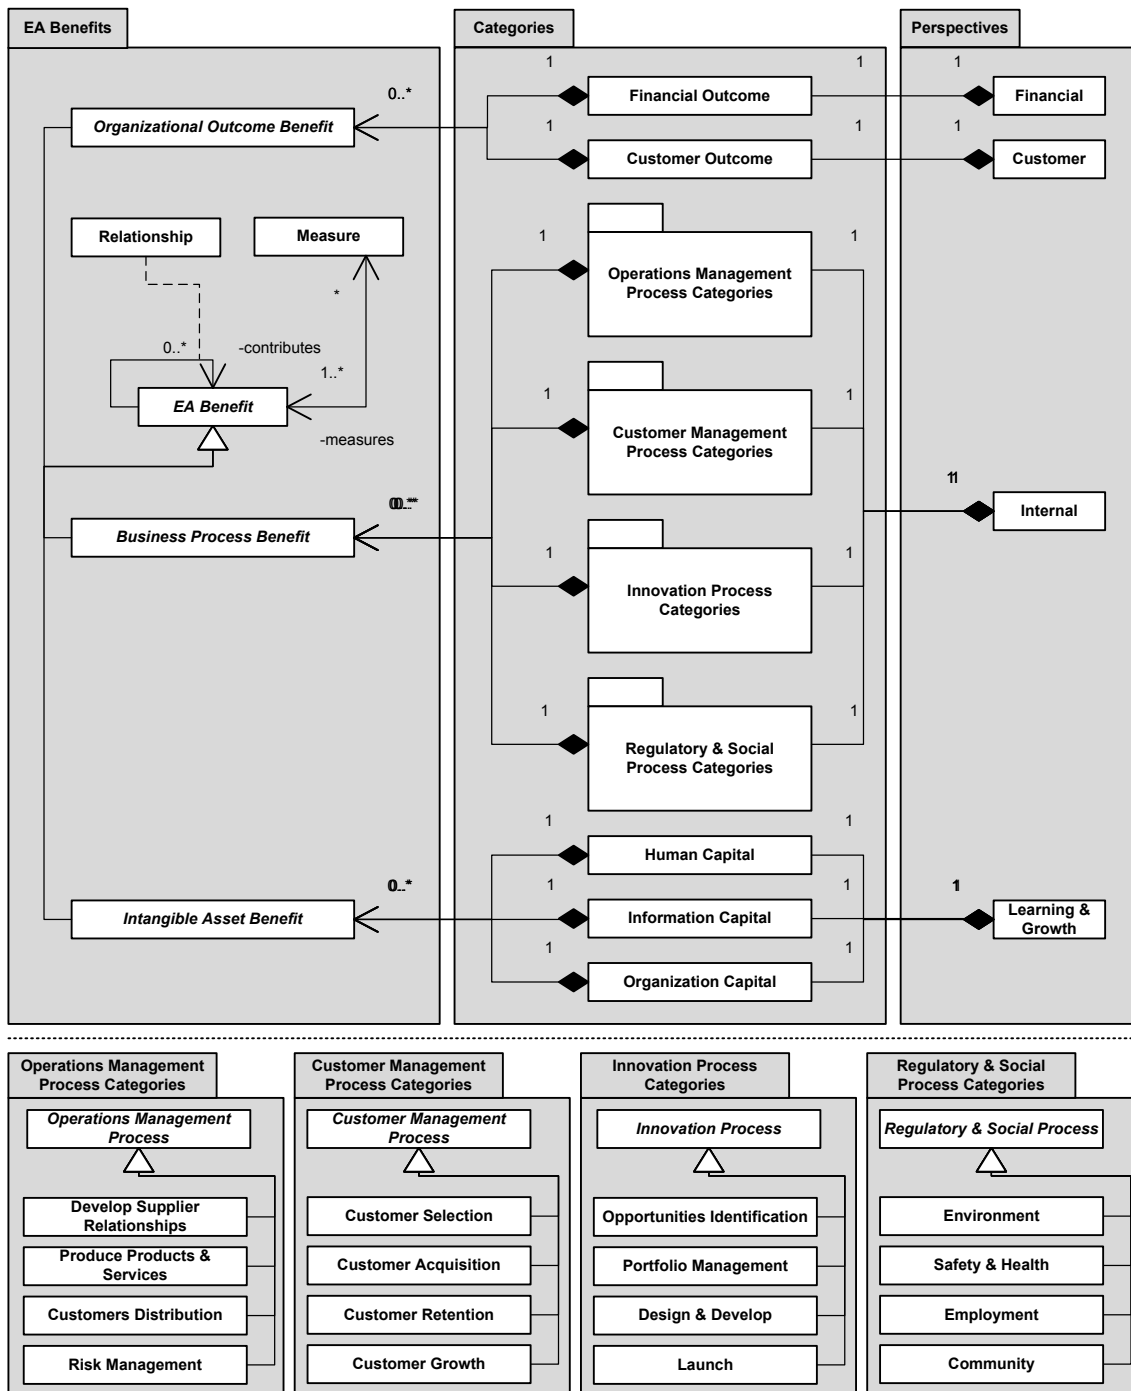 EA Benefits
Categories
Perspectives
1
1
1
0..*
Financial Outcome
Financial
1
1
1
Organizational Outcome Benefit
Customer Outcome
Customer
Relationship
Measure
1
1
*
Operations Management
Process Categories
0..*
-contributes
1..*
1
1
EA Benefit
Customer Management
Process Categories
-measures
0..*
11
Internal
Business Process Benefit
1
1
Innovation Process
Categories
1
1
Regulatory & Social
Process Categories
1
1
Human Capital
0..*
1
1
1
Intangible Asset Benefit
Information Capital
Learning &
Growth
1
1
Organization Capital
Operations Management
Process Categories
Customer Management
Process Categories
Innovation Process
Categories
Regulatory & Social
Process Categories
Operations Management
Process
Customer Management
Process
Innovation Process
Regulatory & Social Process
Develop Supplier
Relationships
Customer Selection
Opportunities Identification
Environment
Produce Products &
Services
Customer Acquisition
Portfolio Management
Safety & Health
Customers Distribution
Customer Retention
Design & Develop
Employment
Risk Management
Customer Growth
Launch
Community